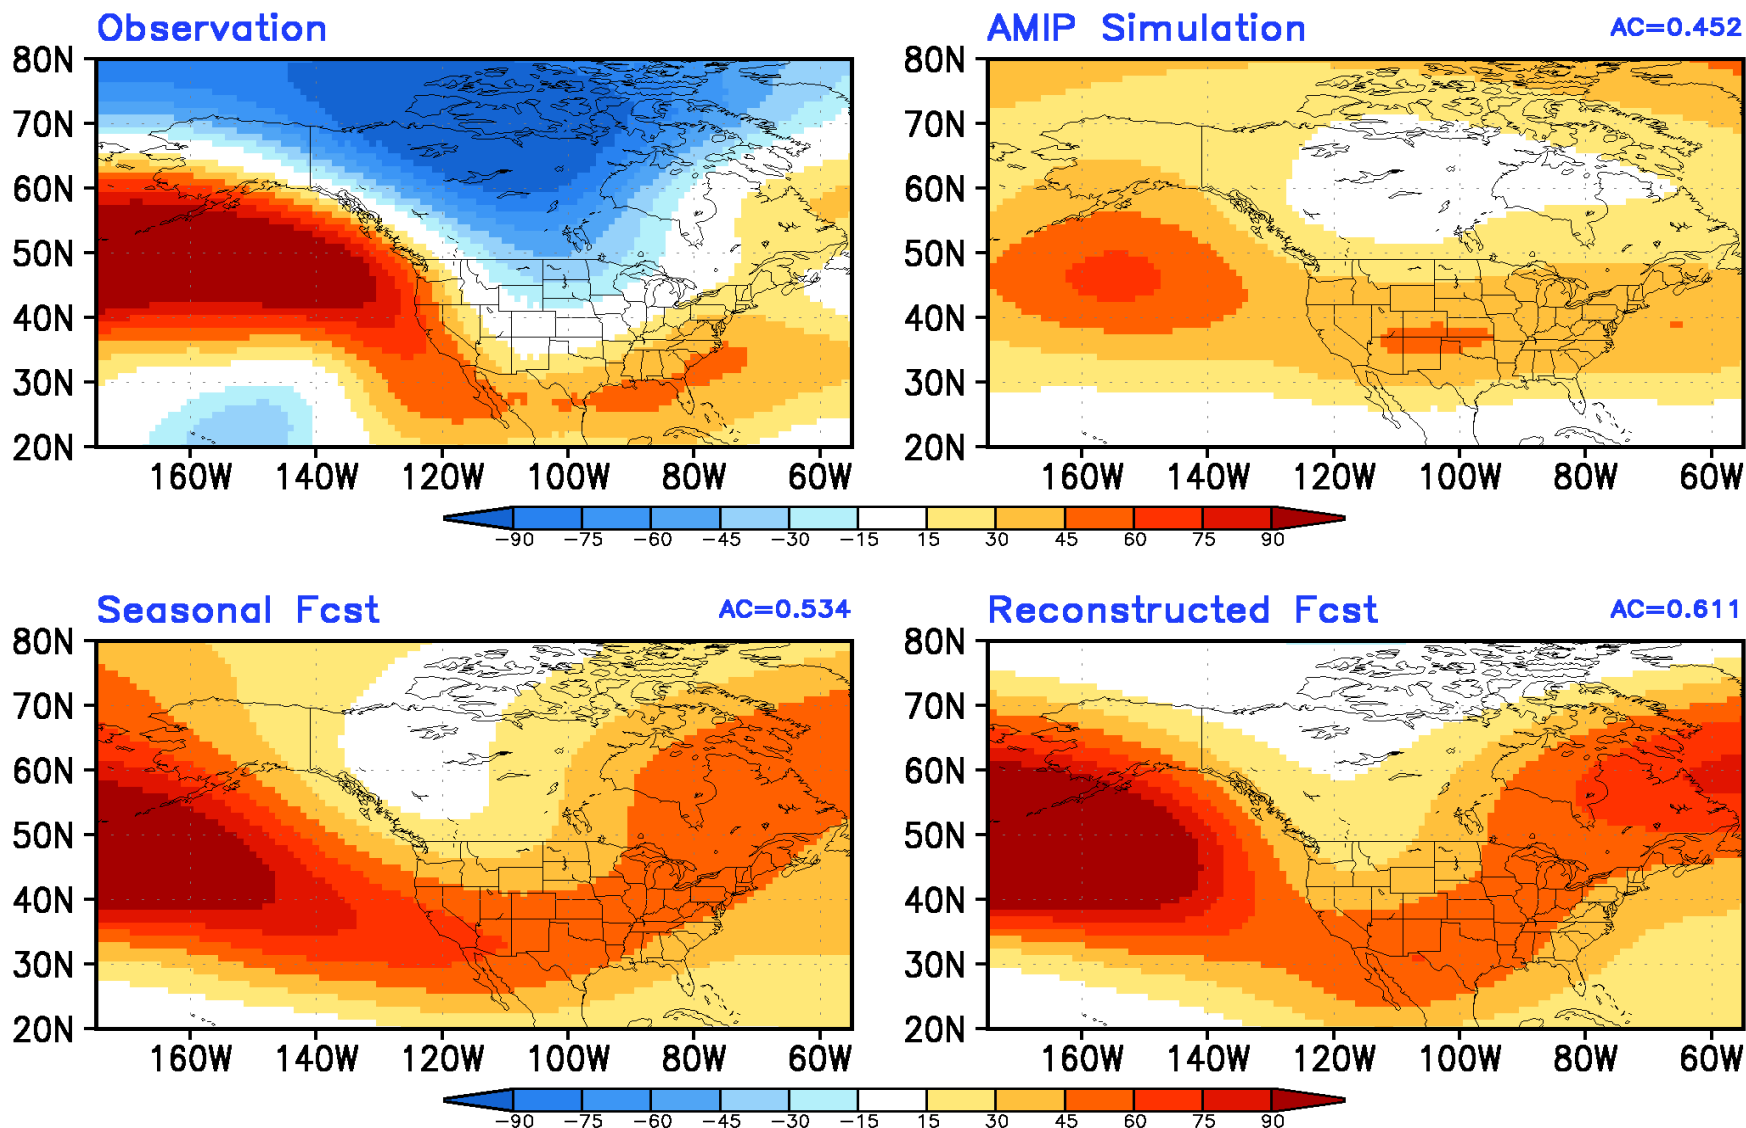 Observation
AMIP Simulation AC=0.452
80N 80N
70N 70N
60N 60N
50N 50N
40N 40N
30N 30N
20N 20N
160W 140W 120W 100W 80W 60W 160W 140W 120W 100W 80W 60W
−90 −75 −60 −45 −30 −15 15 30 45 60 75 90
Seasonal Fcst AC=0.534
Reconstructed Fcst AC=0.611
80N 80N
70N 70N
60N 60N
50N 50N
40N 40N
30N 30N
20N 20N
160W 140W 120W 100W 80W 60W 160W 140W 120W 100W 80W 60W
−90 −75 −60 −45 −30 −15 15 30 45 60 75 90